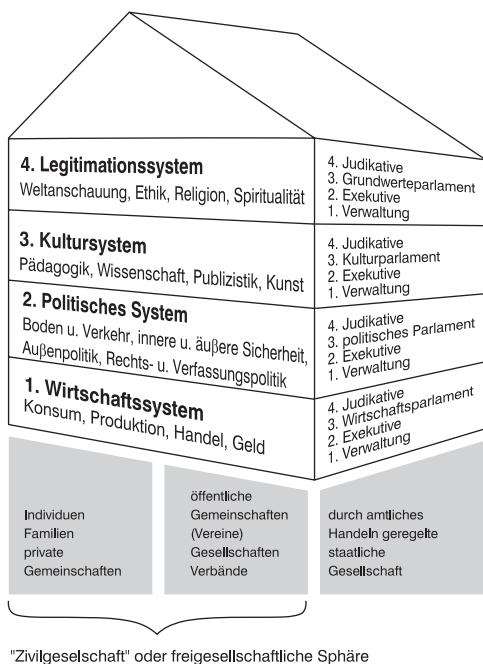 4. Legitimationssystem
Weltanschauung, Ethik, Religion, Spiritualität
4. Judikative
3. Grundwerteparlament
2. Exekutive
1. Verwaltung
3. Kultursystem
Pädagogik, Wissenschaft, Publizistik, Kunst
4. Judikative
3. Kulturparlament
2. Exekutive
1. Verwaltung
2. Politisches System
Boden u. Verkehr, innere u. äußere Sicherheit,
Außenpolitik, Rechts- u. Verfassungspolitik
4. Judikative
3. politisches Parlament
2. Exekutive
1. Verwaltung
1. Wirtschaftssystem
Konsum, Produktion, Handel, Geld
4. Judikative
3. Wirtschaftsparlament
2. Exekutive
1. Verwaltung
Individuen
Familien
private
Gemeinschaften
öffentliche
Gemeinschaften
(Vereine)
Gesellschaften
Verbände
durch amtliches
Handeln geregelte
staatliche
Gesellschaft
"Zivilgeselschaft" oder freigesellschaftliche Sphäre